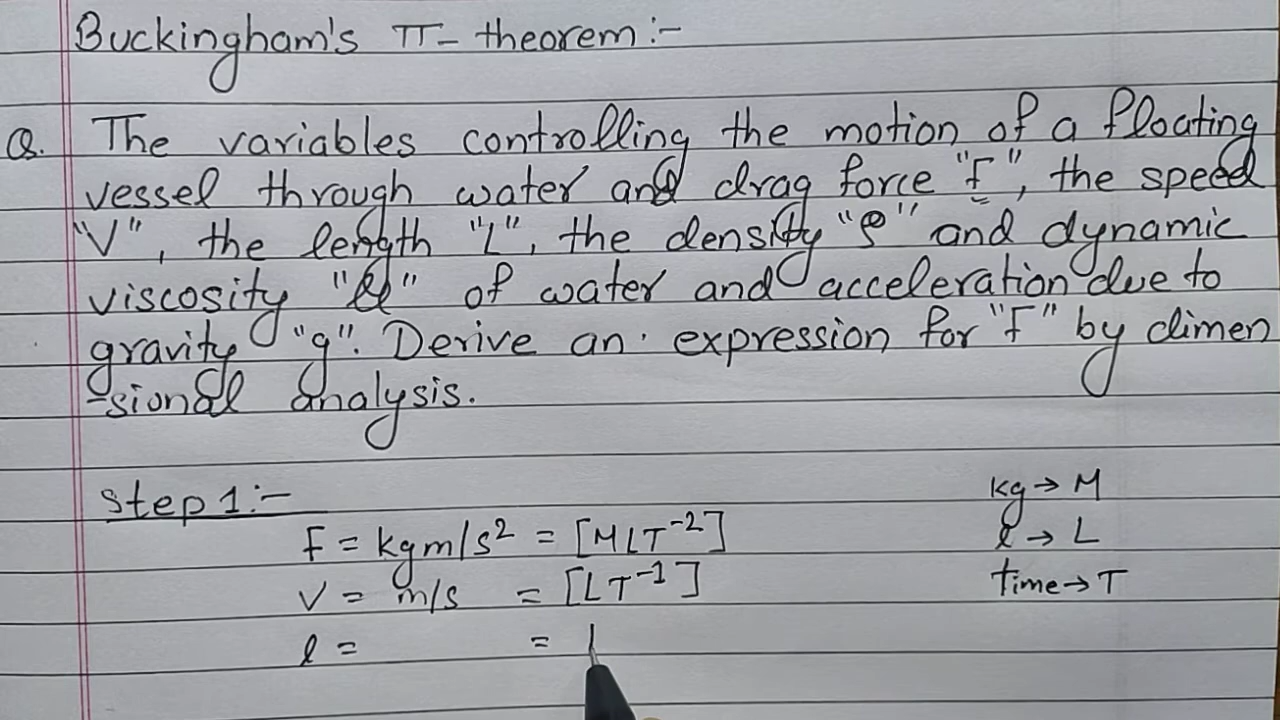 Buckingham's π- theorem:-
Q. The variables controlling the motion of a floating
vessel through water and drag force "F", the speed
"V", the length "L", the density "ρ" and dynamic
viscosity "μ" of water and acceleration due to
gravity "g". Derive an expression for "F" by dimen
-sional analysis.
Step 1:-
kg → M
F = kgm/s² = [MLT⁻²]
l → L
V = m/s = [LT⁻¹]
time → T
l = = l